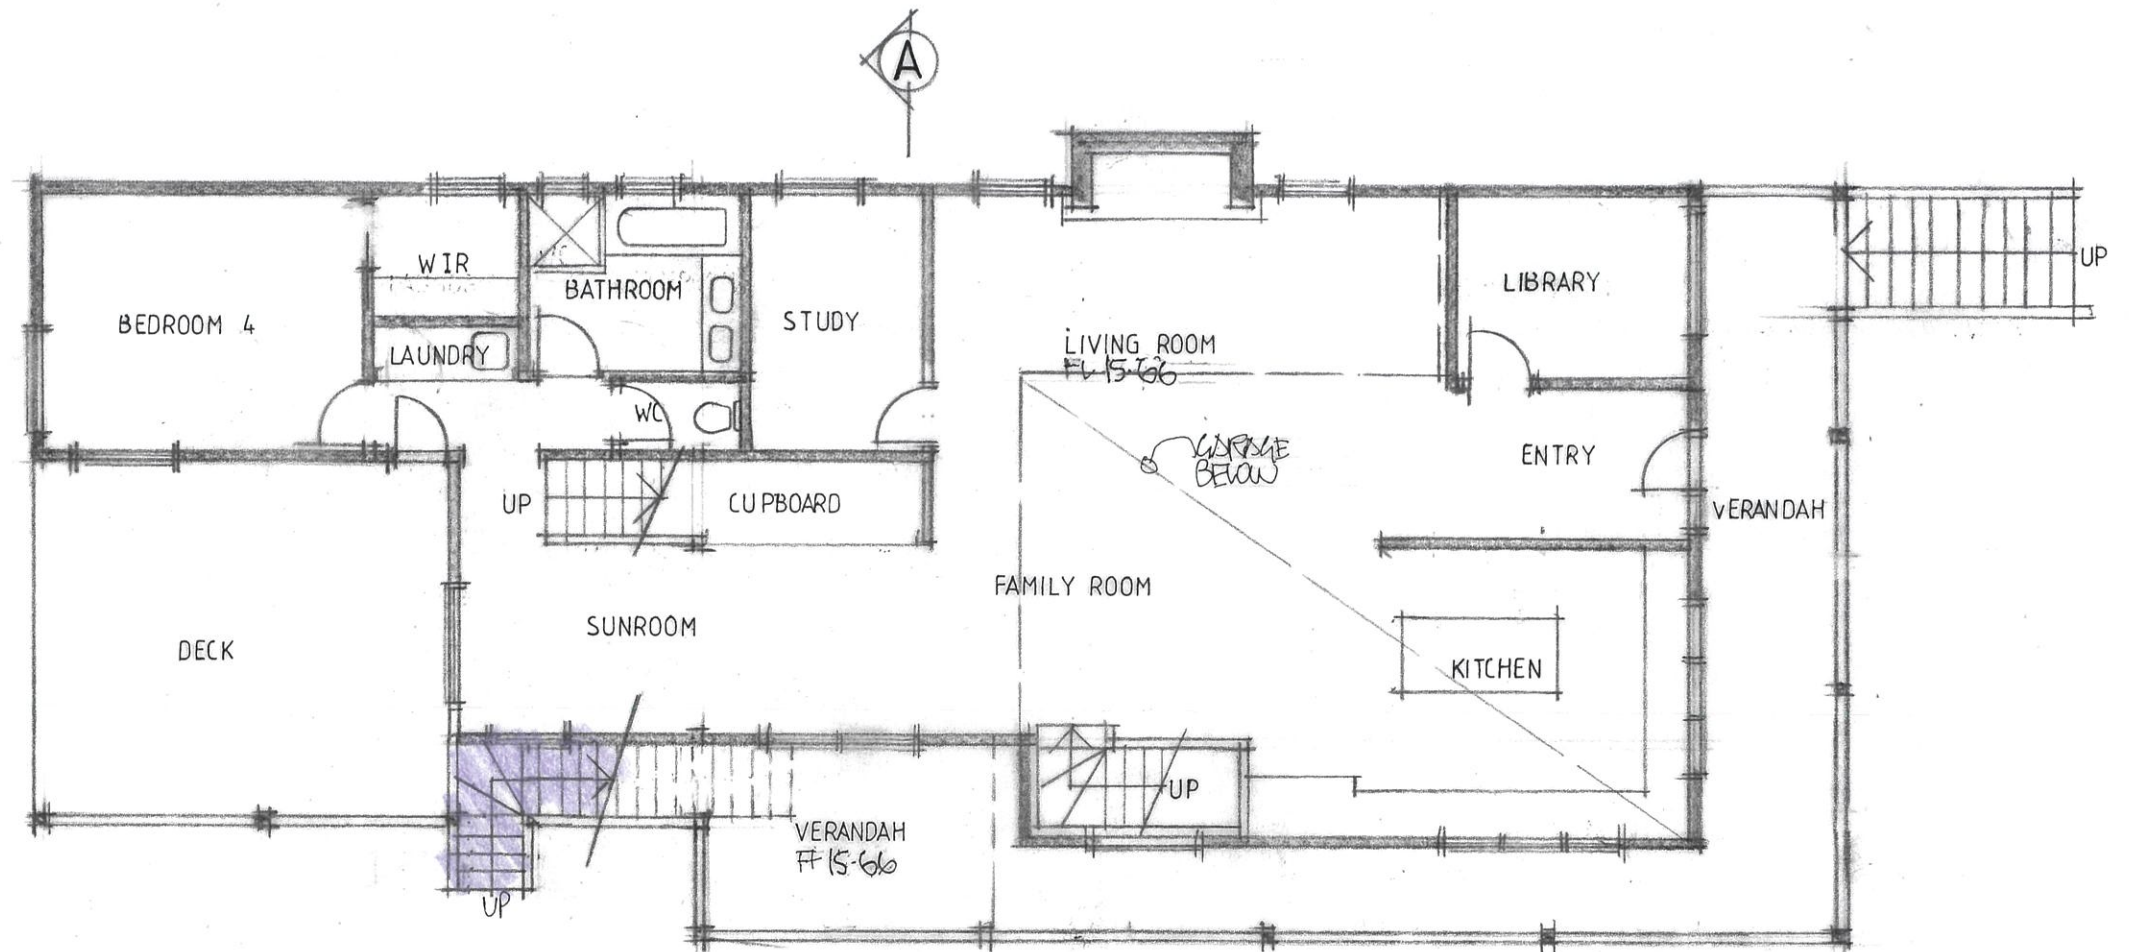 A
UP
WIR
LIBRARY
BATHROOM
BEDROOM 4
STUDY
LAUNDRY
LIVING ROOM
FL 15.66
WC
GARAGE
BELOW
ENTRY
UP
CUPBOARD
VERANDAH
FAMILY ROOM
SUNROOM
DECK
KITCHEN
UP
VERANDAH
FF 15.66
UP